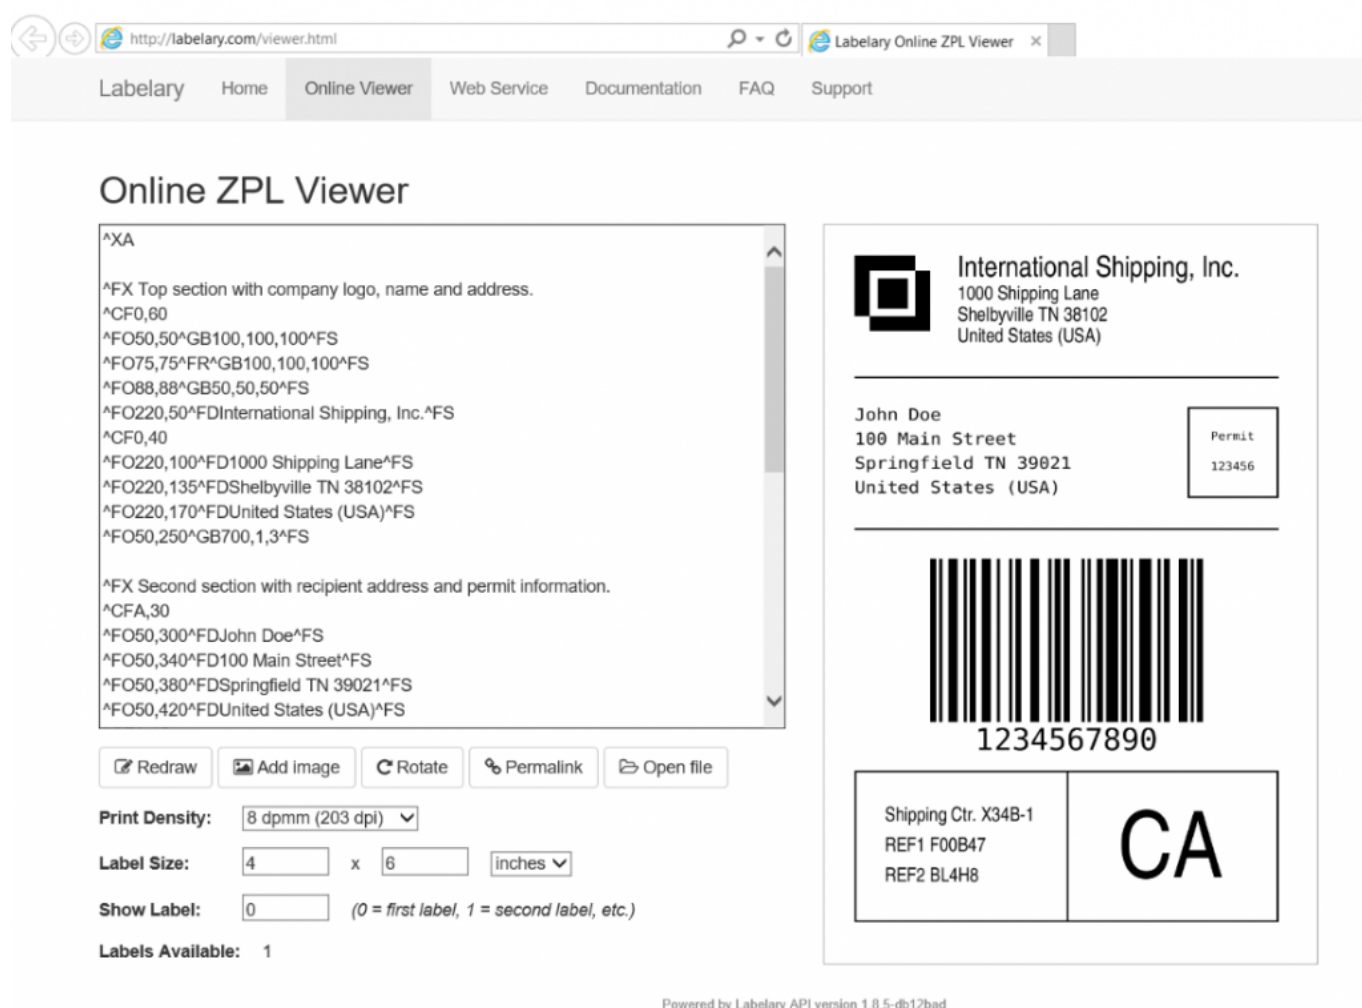 http://labelary.com/viewer.html
Labelary Online ZPL Viewer
Labelary Home Online Viewer Web Service Documentation FAQ Support
Online ZPL Viewer
^XA
^FX Top section with company logo, name and address.
^CF0,60
^FO50,50^GB100,100,100^FS
^FO75,75^FR^GB100,100,100^FS
^FO88,88^GB50,50,50^FS
^FO220,50^FDInternational Shipping, Inc.^FS
^CF0,40
^FO220,100^FD1000 Shipping Lane^FS
^FO220,135^FDShelbyville TN 38102^FS
^FO220,170^FDUnited States (USA)^FS
^FO50,250^GB700,1,3^FS
^FX Second section with recipient address and permit information.
^CFA,30
^FO50,300^FDJohn Doe^FS
^FO50,340^FD100 Main Street^FS
^FO50,380^FDSpringfield TN 39021^FS
^FO50,420^FDUnited States (USA)^FS
Redraw Add image Rotate Permalink Open file
Print Density: 8 dpmm (203 dpi)
Label Size: 4 x 6 inches
Show Label: 0 (0 = first label, 1 = second label, etc.)
Labels Available: 1
International Shipping, Inc.
1000 Shipping Lane
Shelbyville TN 38102
United States (USA)
John Doe
100 Main Street
Springfield TN 39021
United States (USA)
Permit
123456
1234567890
Shipping Ctr. X34B-1
REF1 F00B47
REF2 BL4H8
CA
Powered by Labelary API version 1.8.5-db12bad